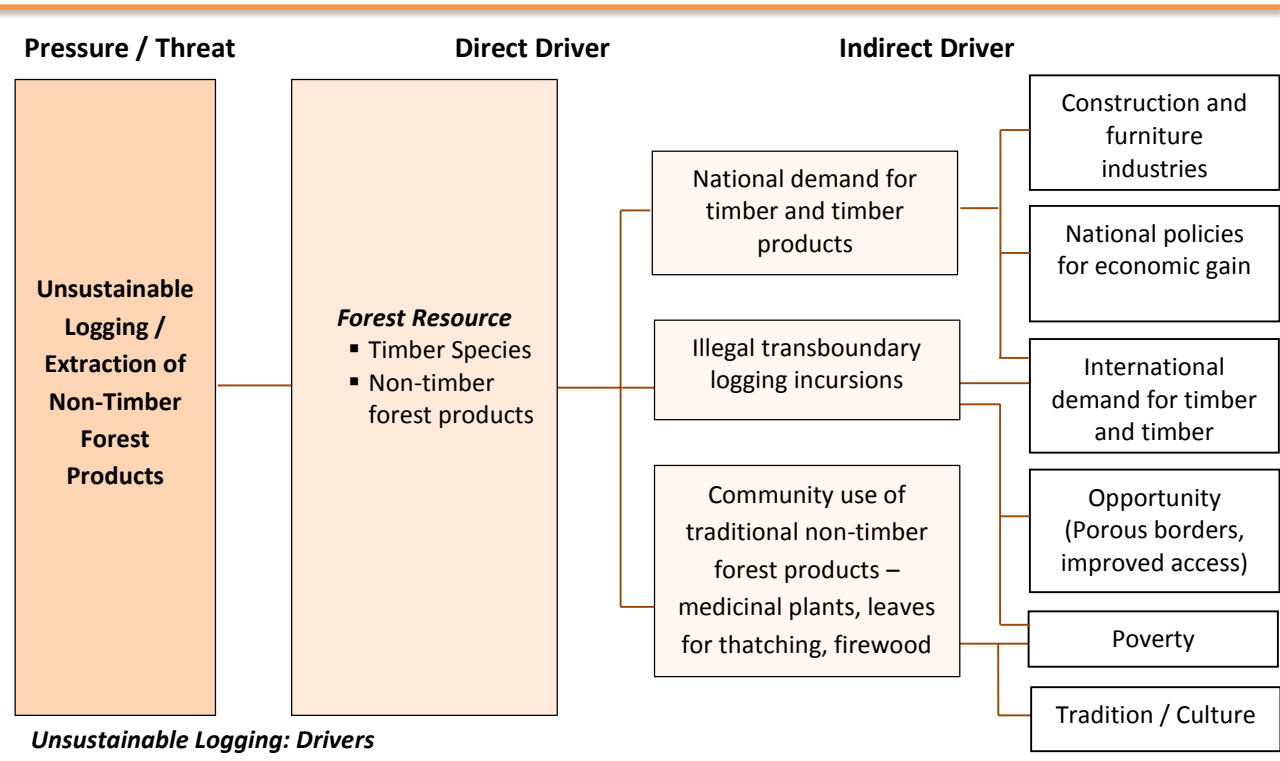 Pressure / Threat
Direct Driver
Indirect Driver
Unsustainable
Logging /
Extraction of
Non-Timber
Forest
Products
Forest Resource
▪ Timber Species
▪ Non-timber
forest products
National demand for
timber and timber
products
Illegal transboundary
logging incursions
Community use of
traditional non-timber
forest products –
medicinal plants, leaves
for thatching, firewood
Construction and
furniture
industries
National policies
for economic gain
International
demand for timber
and timber
Opportunity
(Porous borders,
improved access)
Poverty
Tradition / Culture
Unsustainable Logging: Drivers